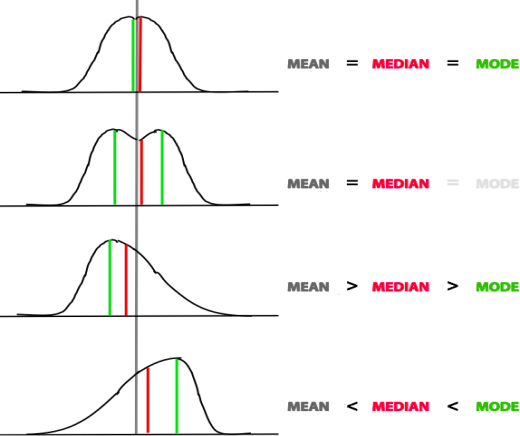 MEAN = MEDIAN = MODE
MEAN = MEDIAN = MODE
MEAN > MEDIAN > MODE
MEAN < MEDIAN < MODE